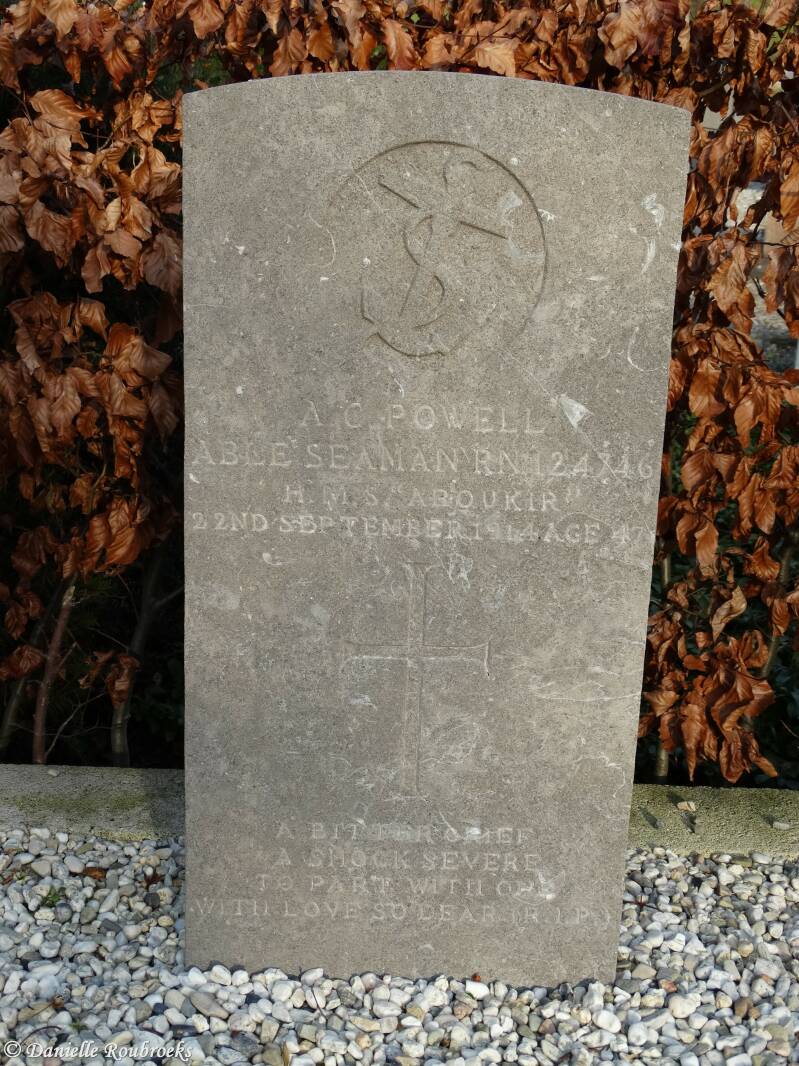 A. C. POWELL
ABLE SEAMAN RN. 124746
H.M.S. "ABOUKIR"
22ND SEPTEMBER 1914 AGE 47
A BITTER GRIEF
A SHOCK SEVERE
TO PART WITH ONE
WITH LOVE SO DEAR (R.I.P.)
© Danielle Roubroeks